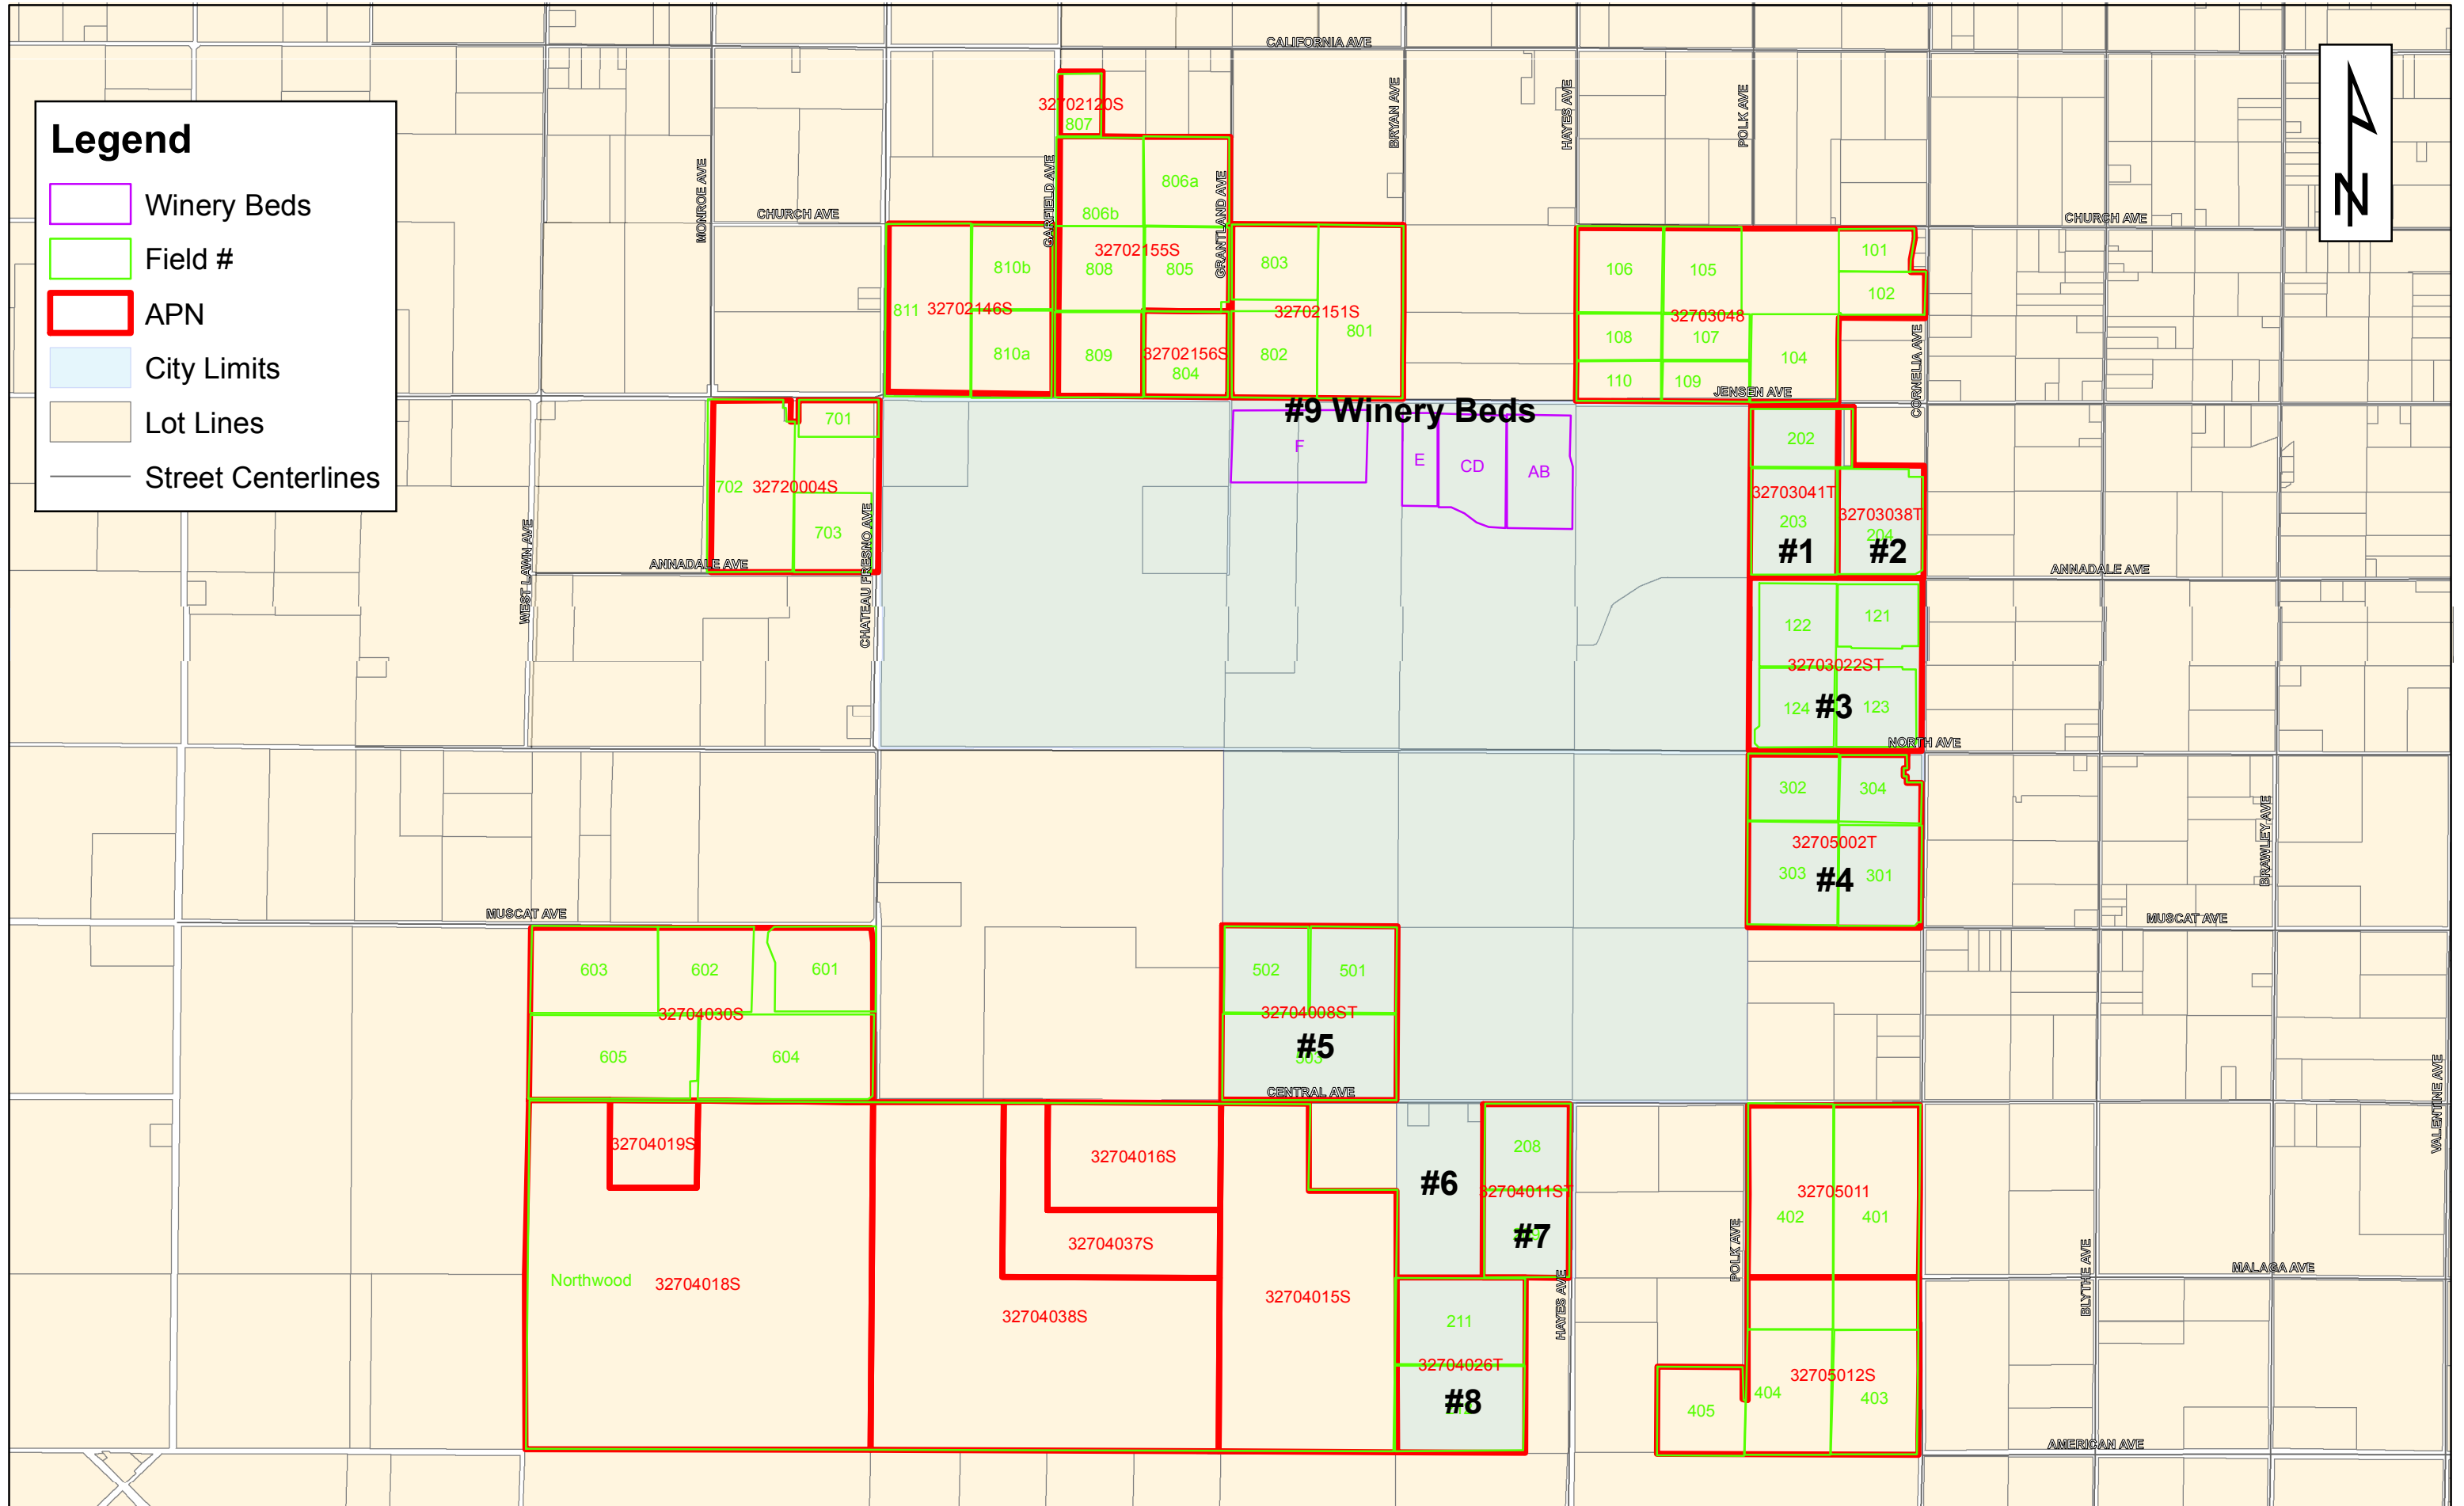 CALIFORNIA AVE
Legend
Winery Beds
Field #
APN
City Limits
Lot Lines
Street Centerlines
N
MONROE AVE
CHURCH AVE
GARFIELD AVE
GRANTLAND AVE
BRYAN AVE
HAYES AVE
POLK AVE
CHURCH AVE
CORNELIA AVE
32702120S
807
806a
806b
32702155S
808
805
810b
811
32702146S
810a
809
32702156S
804
803
32702151S
801
802
106
105
101
102
32703048
108
107
104
110
109
JENSEN AVE
#9 Winery Beds
F
E
CD
AB
701
702
32720004S
703
ANNADALE AVE
WEST LAWN AVE
CHATEAU FRESNO AVE
202
32703041T
203
#1
32703038T
204
#2
ANNADALE AVE
122
121
32703022ST
124
#3
123
NORTH AVE
302
304
32705002T
303
#4
301
BRAWLEY AVE
MUSCAT AVE
MUSCAT AVE
603
602
601
32704030S
605
604
502
501
32704008ST
#5
CENTRAL AVE
VALENTINE AVE
32704019S
32704016S
32704037S
Northwood
32704018S
32704038S
32704015S
#6
208
32704011ST
#7
HAYES AVE
211
32704026T
#8
POLK AVE
32705011
402
401
BLYTHE AVE
MALAGA AVE
32705012S
404
403
405
AMERICAN AVE